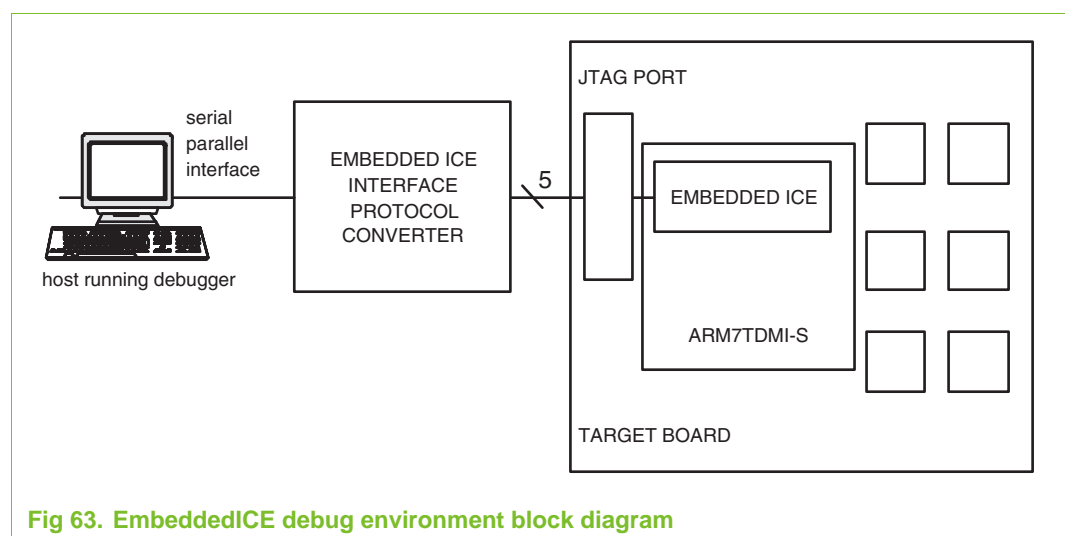 serial
parallel
interface
host running debugger
EMBEDDED ICE
INTERFACE
PROTOCOL
CONVERTER
5
JTAG PORT
EMBEDDED ICE
ARM7TDMI-S
TARGET BOARD
Fig 63. EmbeddedICE debug environment block diagram